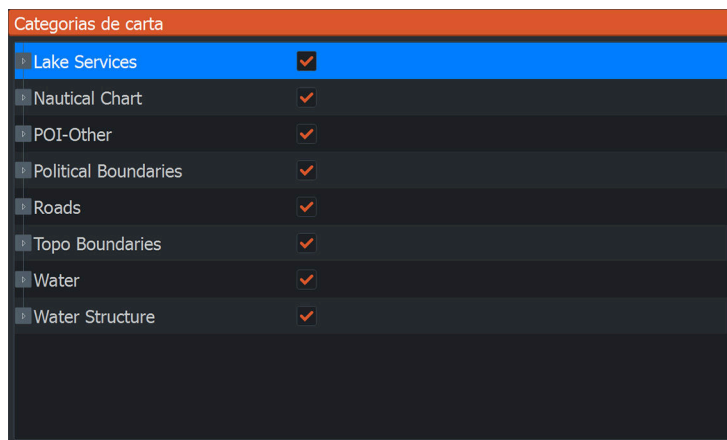 Categorias de carta
Lake Services
Nautical Chart
POI-Other
Political Boundaries
Roads
Topo Boundaries
Water
Water Structure